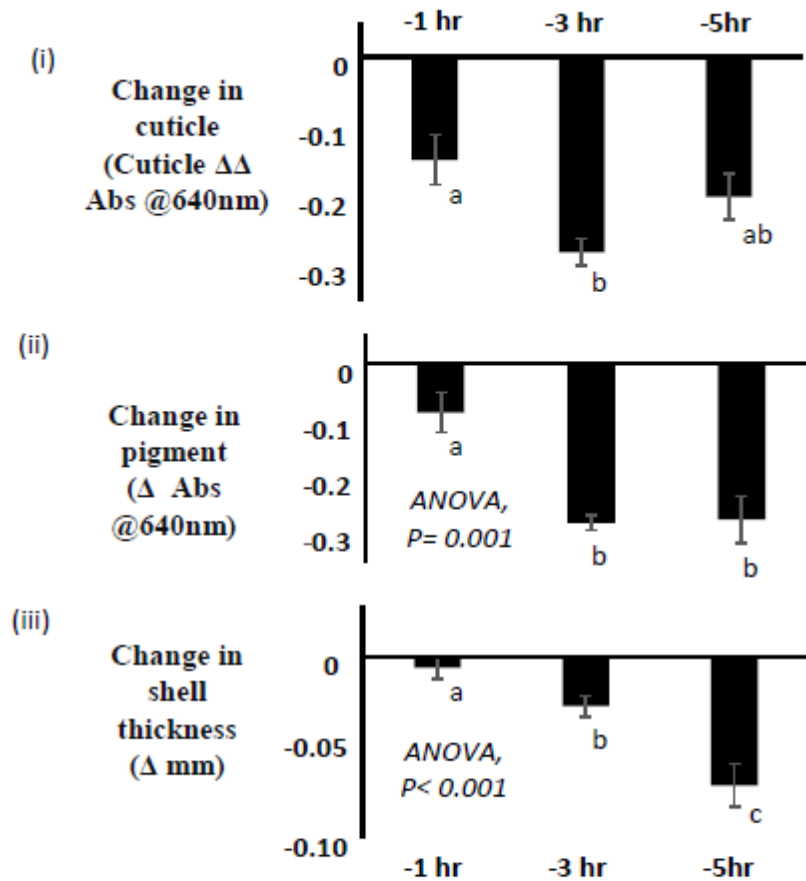 -1 hr -3 hr -5hr
(i)
Change in
cuticle
(Cuticle ΔΔ
Abs @640nm)
0
-0.1
-0.2
-0.3
a
b
ab
(ii)
Change in
pigment
(Δ Abs
@640nm)
0
-0.1
-0.2
-0.3
a
b
b
ANOVA,
P= 0.001
(iii)
Change in
shell
thickness
(Δ mm)
0
-0.05
-0.10
a
b
c
ANOVA,
P< 0.001
-1 hr -3 hr -5hr